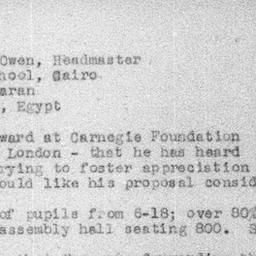 Owen, Headmaster
hool, Cairo
aran
, Egypt
ward at Carnegie Foundation
London - that he has heard
rying to foster appreciation
ould like his proposal consid
of pupils from 6-18; over 80%
assembly hall seating 800. S